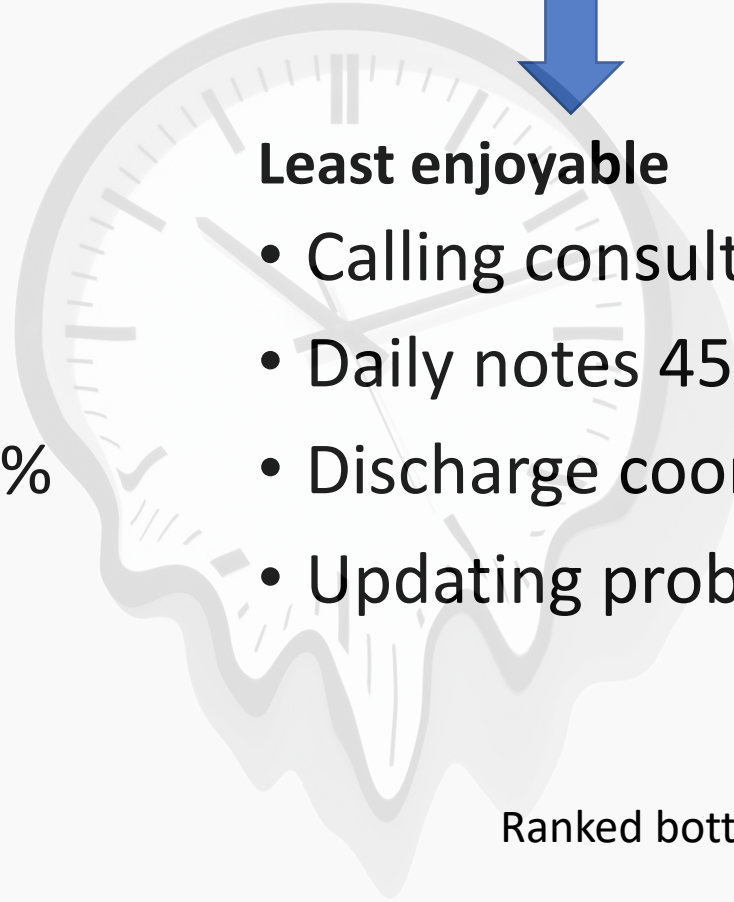 Least enjoyable
• Calling consult
• Daily notes 45
%
• Discharge coor
• Updating prob
Ranked bott